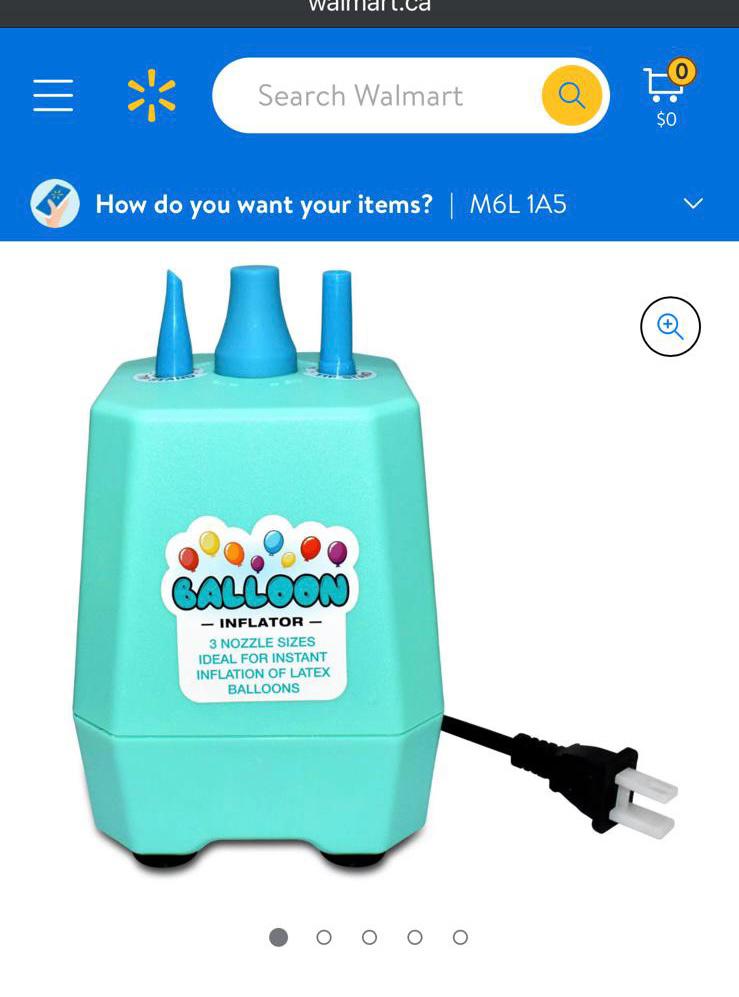 walmart.ca
Search Walmart
0
$0
How do you want your items? | M6L 1A5
BALLOON
— INFLATOR —
3 NOZZLE SIZES
IDEAL FOR INSTANT
INFLATION OF LATEX
BALLOONS